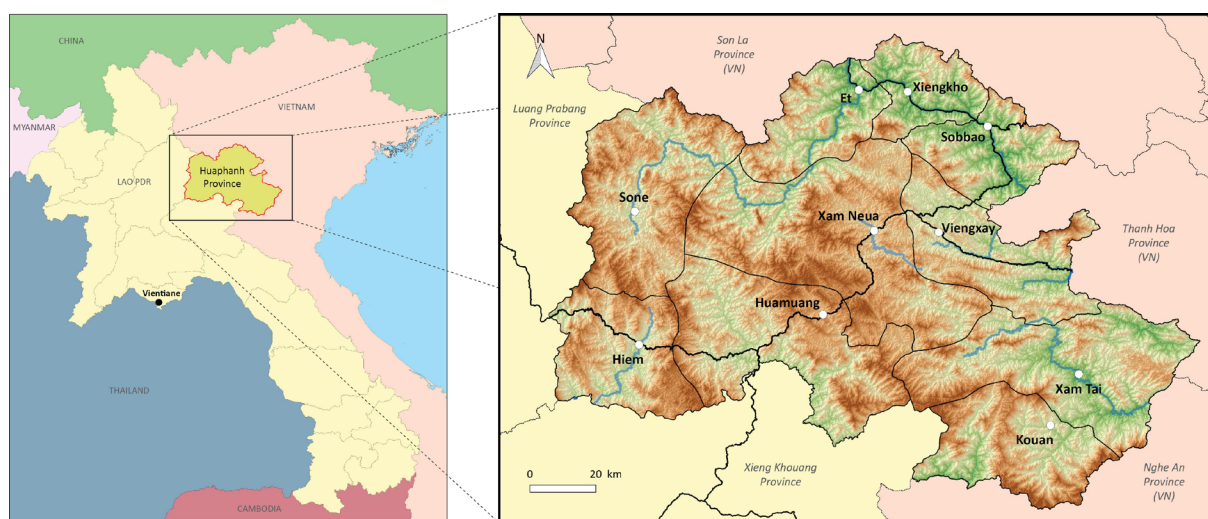 CHINA
MYANMAR
VIETNAM
LAO PDR
Huaphanh
Province
Vientiane
THAILAND
CAMBODIA
Son La
Province
(VN)
Luang Prabang
Province
Et
Xiengkho
Sobbao
Sone
Xam Neua
Viengxay
Thanh Hoa
Province
(VN)
Huamuang
Hiem
Xam Tai
Kouan
0 20 km
Xieng Khouang
Province
Nghe An
Province
(VN)